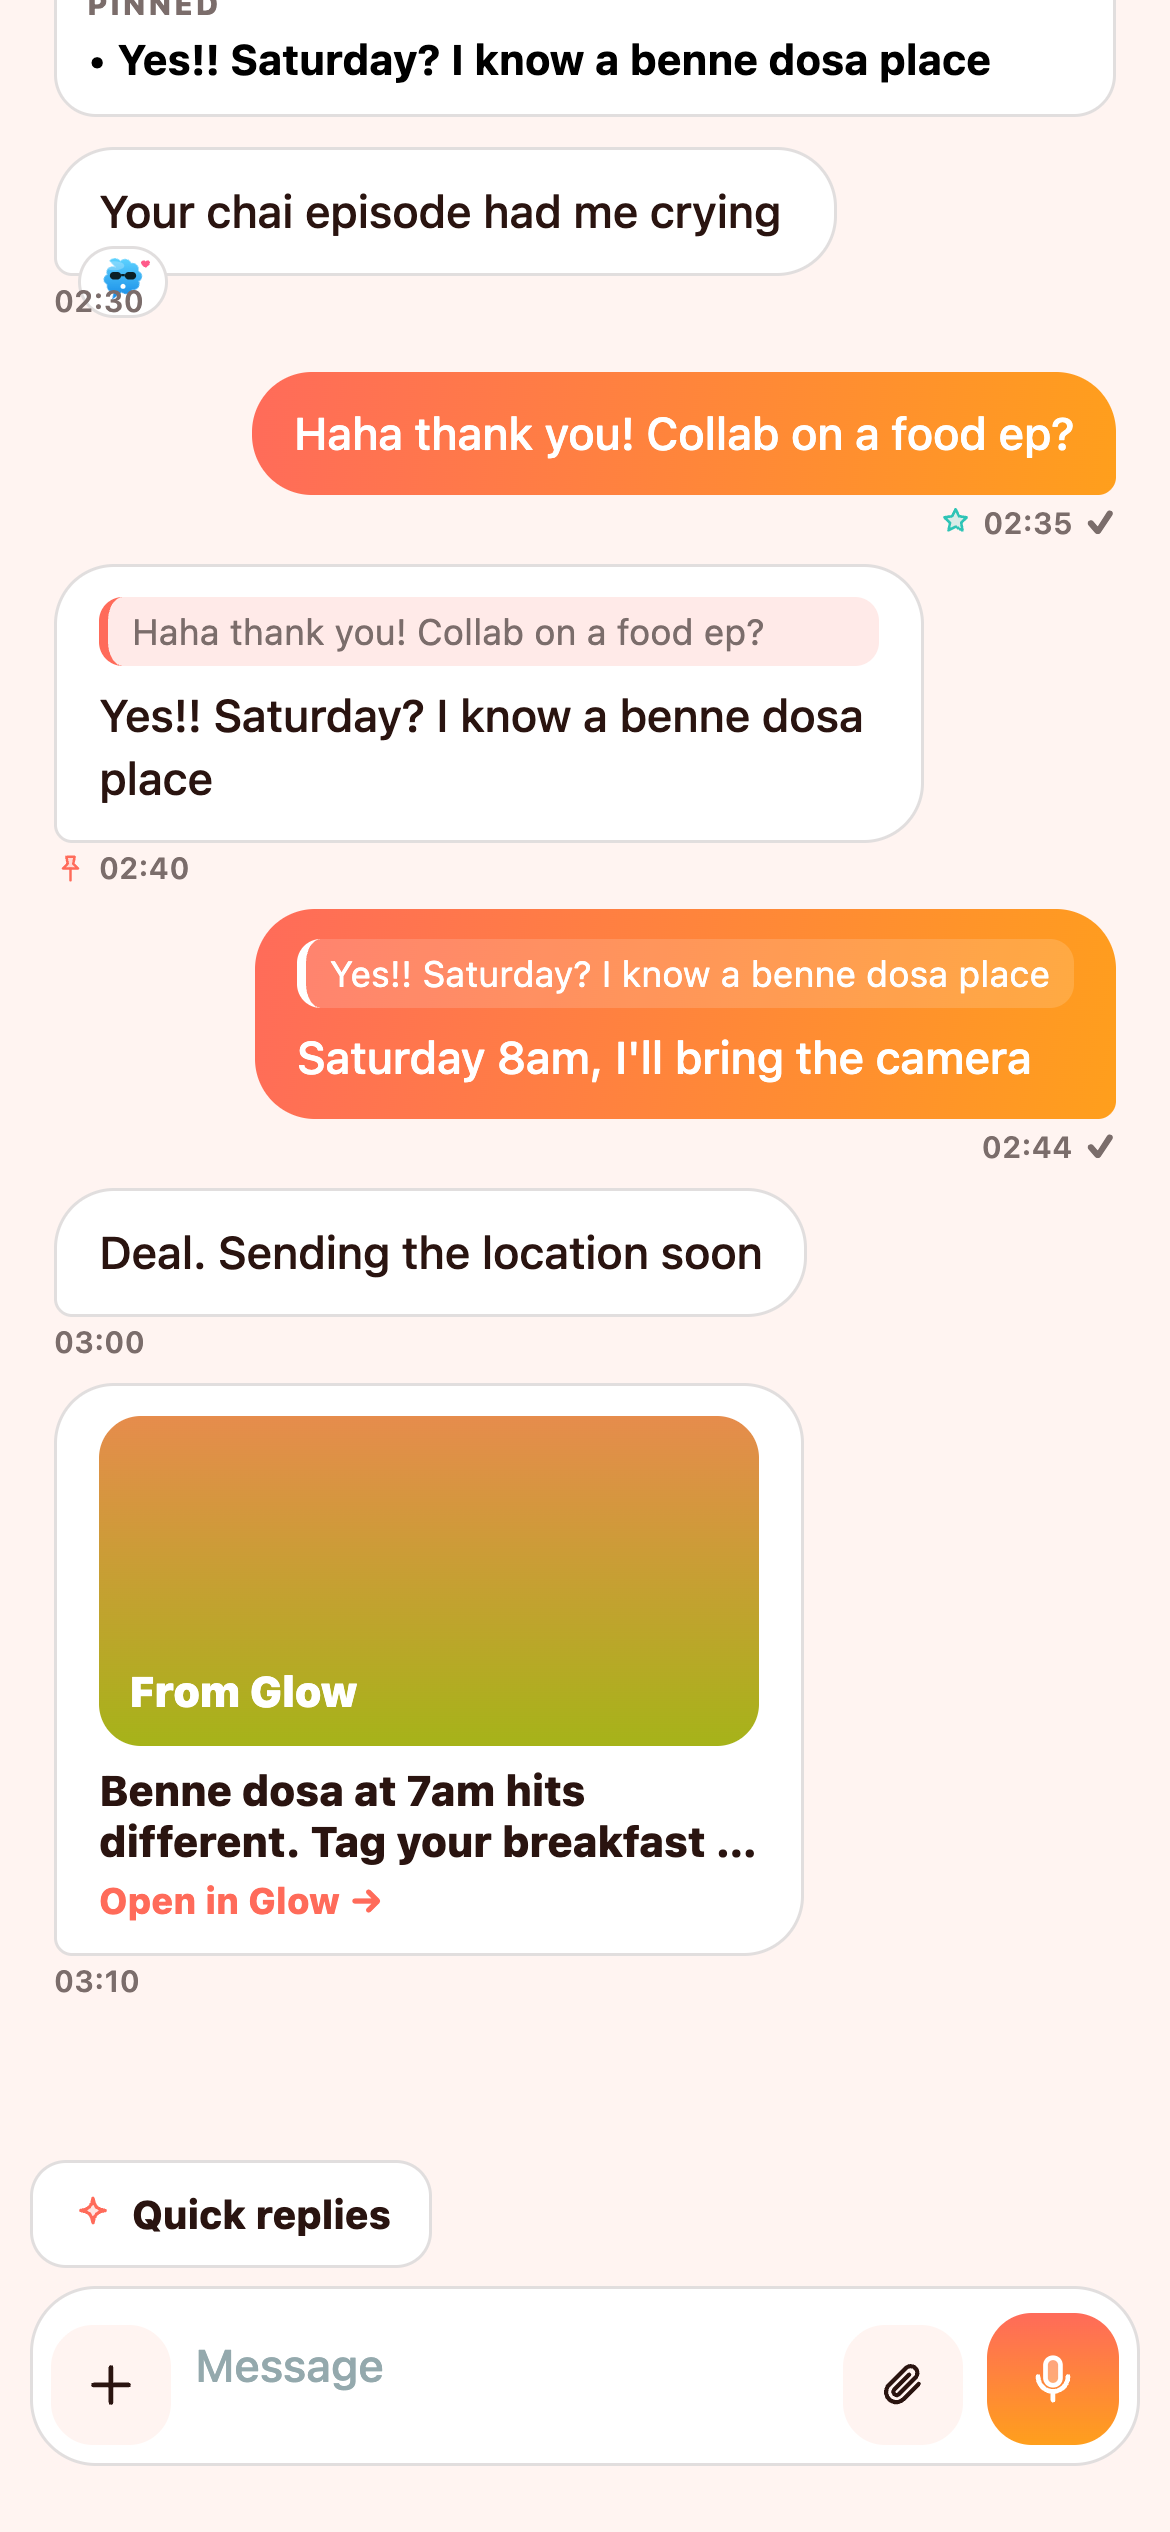 PINNED
• Yes!! Saturday? I know a benne dosa place
Your chai episode had me crying
02:30
Haha thank you! Collab on a food ep?
02:35
Haha thank you! Collab on a food ep?
Yes!! Saturday? I know a benne dosa
place
02:40
Yes!! Saturday? I know a benne dosa place
Saturday 8am, I'll bring the camera
02:44
Deal. Sending the location soon
03:00
From Glow
Benne dosa at 7am hits
different. Tag your breakfast ...
Open in Glow →
03:10
Quick replies
Message